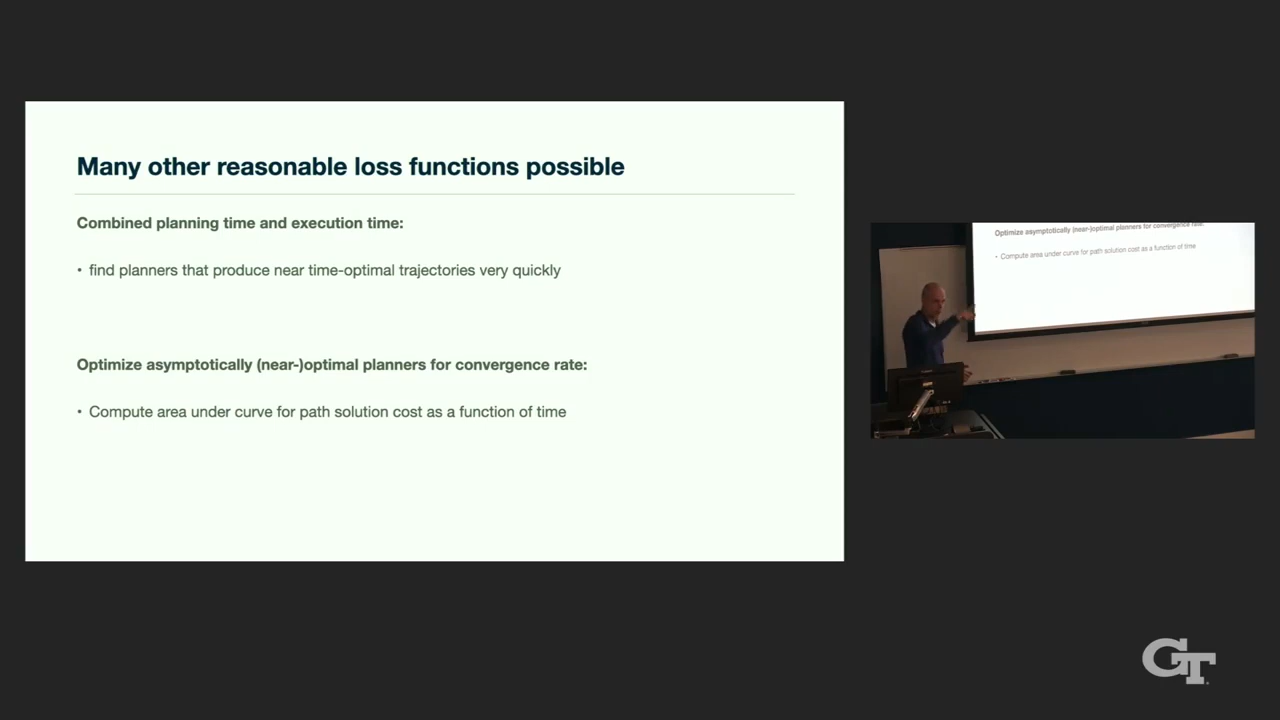 Many other reasonable loss functions possible
Combined planning time and execution time:
• find planners that produce near time-optimal trajectories very quickly
Optimize asymptotically (near-)optimal planners for convergence rate:
• Compute area under curve for path solution cost as a function of time
Optimize asymptotically (near-)optimal planners for convergence rate:
• Compute area under curve for path solution cost as a function of time
GT